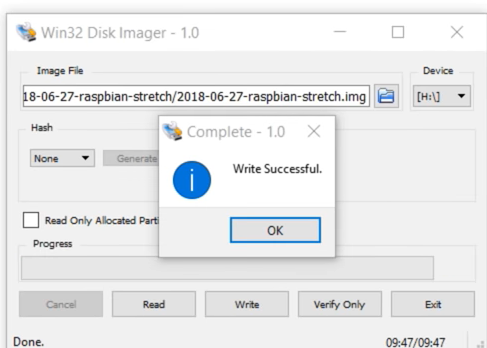 Win32 Disk Imager - 1.0
Image File
Device
18-06-27-raspbian-stretch/2018-06-27-raspbian-stretch.img
[H:\]
Hash
None
Generate
Complete - 1.0
Write Successful.
OK
Read Only Allocated Parti
Progress
Cancel
Read
Write
Verify Only
Exit
Done.
09:47/09:47